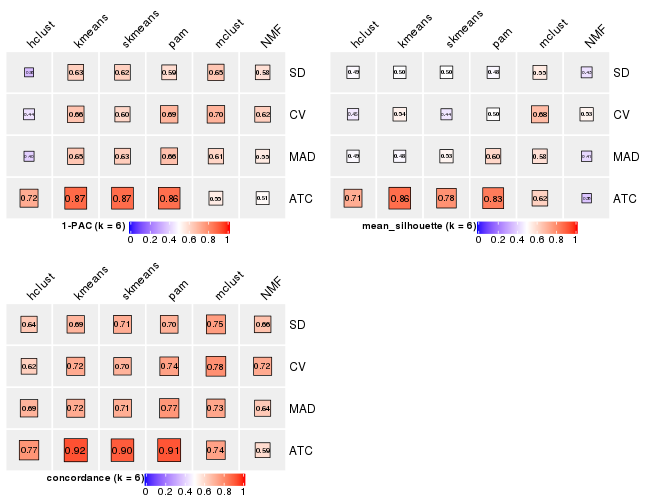 hclust kmeans skmeans pam mclust NMF
0.63 0.62 0.59 0.65 0.58 SD
0.44 0.66 0.60 0.69 0.70 0.62 CV
0.65 0.63 0.66 0.61 0.55 MAD
0.72 0.87 0.87 0.86 0.55 0.51 ATC
1-PAC (k = 6)
0 0.2 0.4 0.6 0.8 1
hclust kmeans skmeans pam mclust NMF
0.49 0.50 0.50 0.48 0.55 0.43 SD
0.45 0.54 0.44 0.50 0.68 0.53 CV
0.49 0.48 0.53 0.60 0.58 0.41 MAD
0.71 0.86 0.78 0.83 0.62 ATC
mean_silhouette (k = 6)
0 0.2 0.4 0.6 0.8 1
hclust kmeans skmeans pam mclust NMF
0.64 0.69 0.71 0.70 0.75 0.66 SD
0.62 0.72 0.70 0.74 0.78 0.72 CV
0.69 0.72 0.71 0.77 0.73 0.64 MAD
0.77 0.92 0.90 0.91 0.74 0.59 ATC
concordance (k = 6)
0 0.2 0.4 0.6 0.8 1